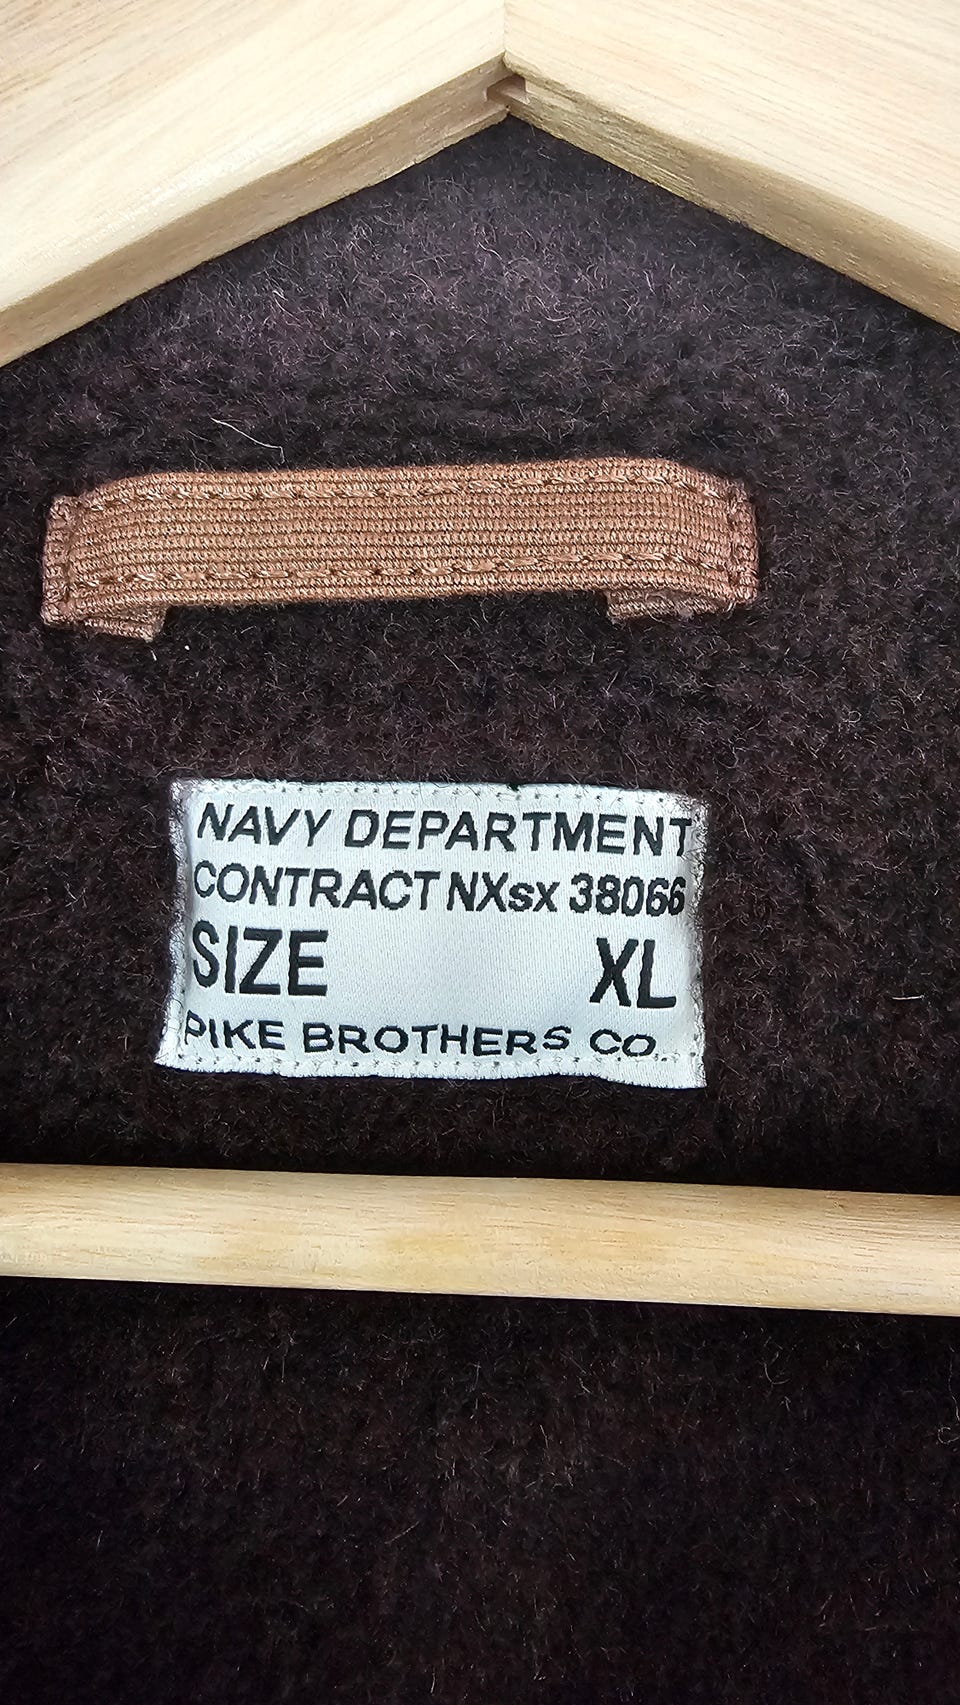 NAVY DEPARTMENT
CONTRACT NXsx 38066
SIZE XL
PIKE BROTHERS CO.